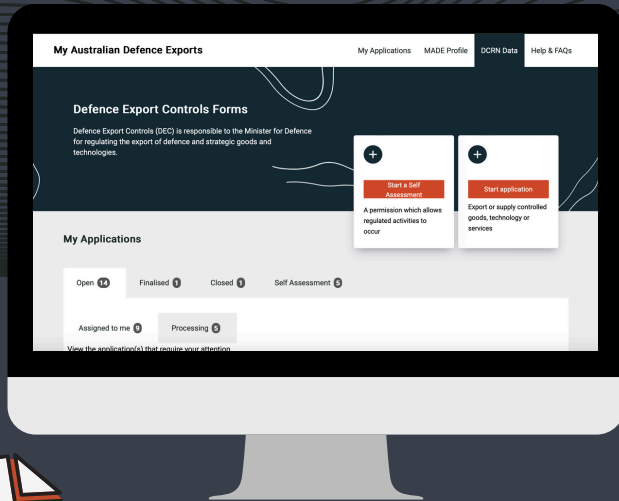 My Australian Defence Exports
My Applications
MADE Profile
DCRN Data
Help & FAQs
Defence Export Controls Forms
Defence Export Controls (DEC) is responsible to the Minister for Defence
for regulating the export of defence and strategic goods and
technologies.
Start a Self
Assessment
A permission which allows
regulated activities to
occur
Start application
Export or supply controlled
goods, technology or
services
My Applications
Open 14
Finalised 1
Closed 1
Self Assessment 5
Assigned to me 9
Processing 5
View the application(s) that require your attention